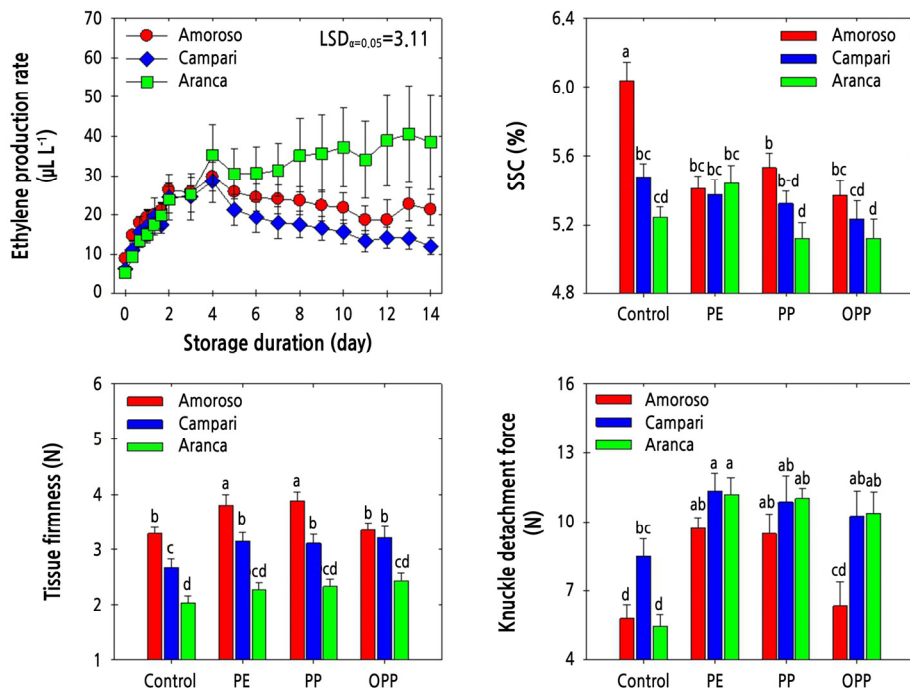 70
60
50
40
30
20
10
0
Ethylene production rate
(μL L⁻¹)
Amoroso
Campari
Aranca
LSDα=0.05=3.11
0 2 4 6 8 10 12 14
Storage duration (day)
6.4
6.0
5.6
5.2
4.8
SSC (%)
Amoroso
Campari
Aranca
a bc cd bc bc bc b b-d d bc cd d
Control PE PP OPP
6
5
4
3
2
1
Tissue firmness (N)
Amoroso
Campari
Aranca
b c d a b cd a b cd b b cd
Control PE PP OPP
16
13
10
7
4
Knuckle detachment force
(N)
Amoroso
Campari
Aranca
d bc d ab a a ab ab ab cd ab ab
Control PE PP OPP